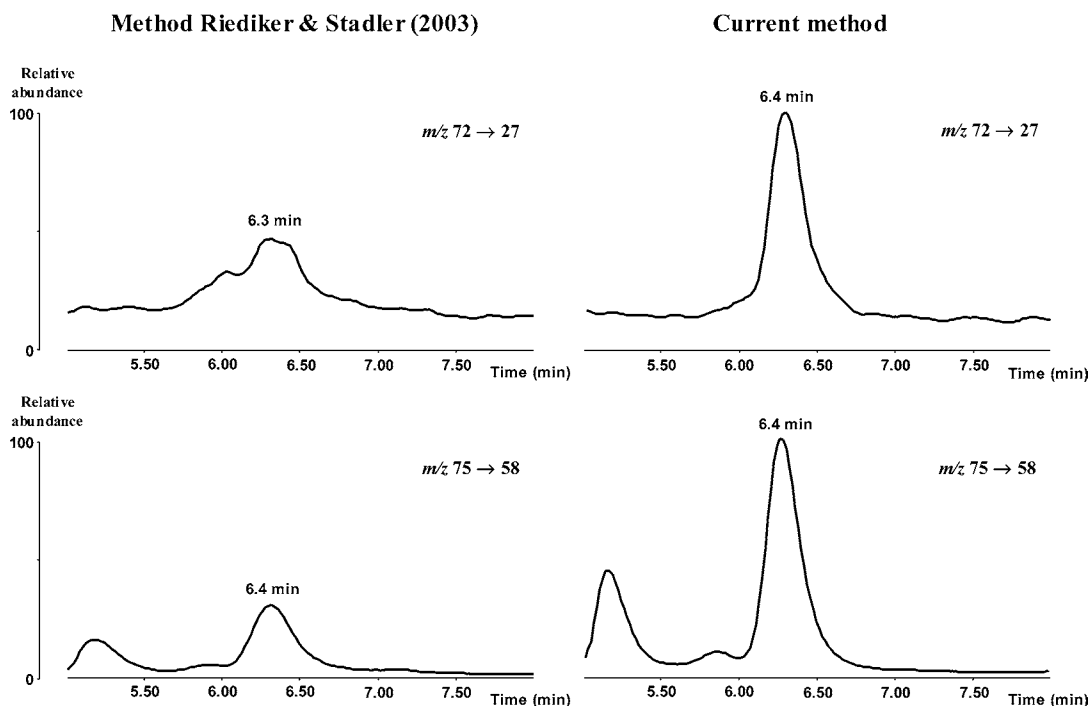 Method Riediker & Stadler (2003)
Current method
Relative
abundance
100
0
m/z 72 → 27
6.3 min
5.50 6.00 6.50 7.00 7.50 Time (min)
6.4 min
m/z 72 → 27
5.50 6.00 6.50 7.00 7.50 Time (min)
Relative
abundance
100
0
m/z 75 → 58
6.4 min
5.50 6.00 6.50 7.00 7.50 Time (min)
6.4 min
m/z 75 → 58
5.50 6.00 6.50 7.00 7.50 Time (min)